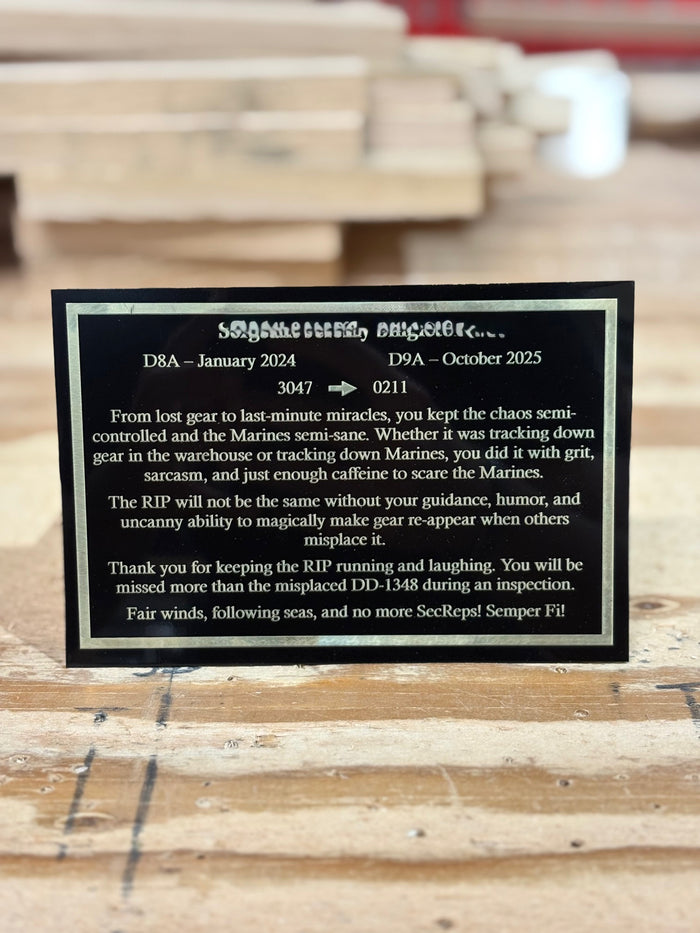 D8A – January 2024 D9A – October 2025
3047 → 0211
From lost gear to last-minute miracles, you kept the chaos semi-
controlled and the Marines semi-sane. Whether it was tracking down
gear in the warehouse or tracking down Marines, you did it with grit,
sarcasm, and just enough caffeine to scare the Marines.
The RIP will not be the same without your guidance, humor, and
uncanny ability to magically make gear re-appear when others
misplace it.
Thank you for keeping the RIP running and laughing. You will be
missed more than the misplaced DD-1348 during an inspection.
Fair winds, following seas, and no more SecReps! Semper Fi!